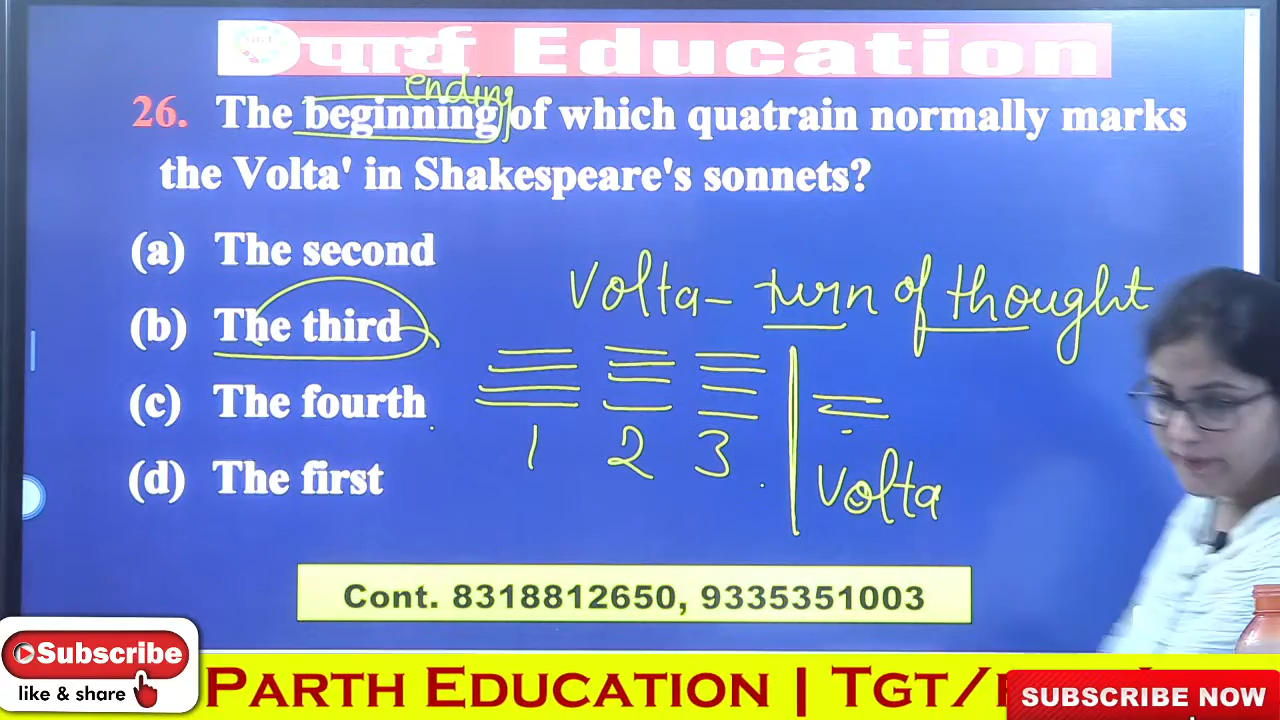 पार्थ Education
ending
26. The beginning of which quatrain normally marks
the Volta' in Shakespeare's sonnets?
(a) The second
(b) The third
(c) The fourth
(d) The first
Volta - turn of thought
1 2 3
Volta
Cont. 8318812650, 9335351003
Subscribe
like & share
PARTH EDUCATION | TGT/
SUBSCRIBE NOW